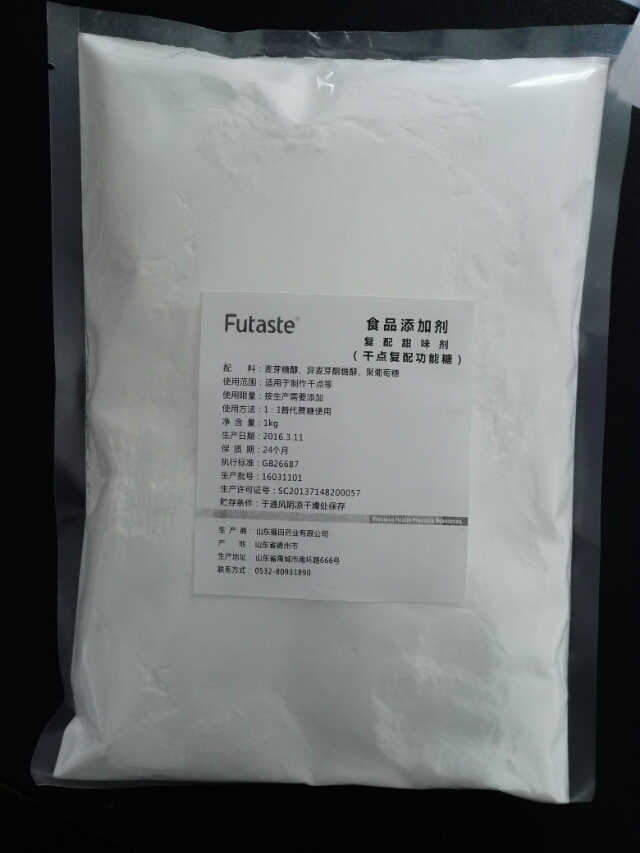 Futaste®
食品添加剂
复配甜味剂
（干点复配功能糖）
配 料：麦芽糖醇、异麦芽酮糖醇、聚葡萄糖
使用范围：适用于制作干点等
使用限量：按生产需要添加
使用方法：1：1替代蔗糖使用
净 含 量：1kg
生产日期：2016.3.11
保 质 期：24个月
执行标准：GB26687
生产批号：16031101
生产许可证号：SC20137148200057
贮存条件：于通风阴凉干燥处保存
Precious Health Precious Resources
生 产 商：山东福田药业有限公司
产 地：山东省德州市
生产地址：山东省禹城市南环路666号
联系方式：0532-80931890